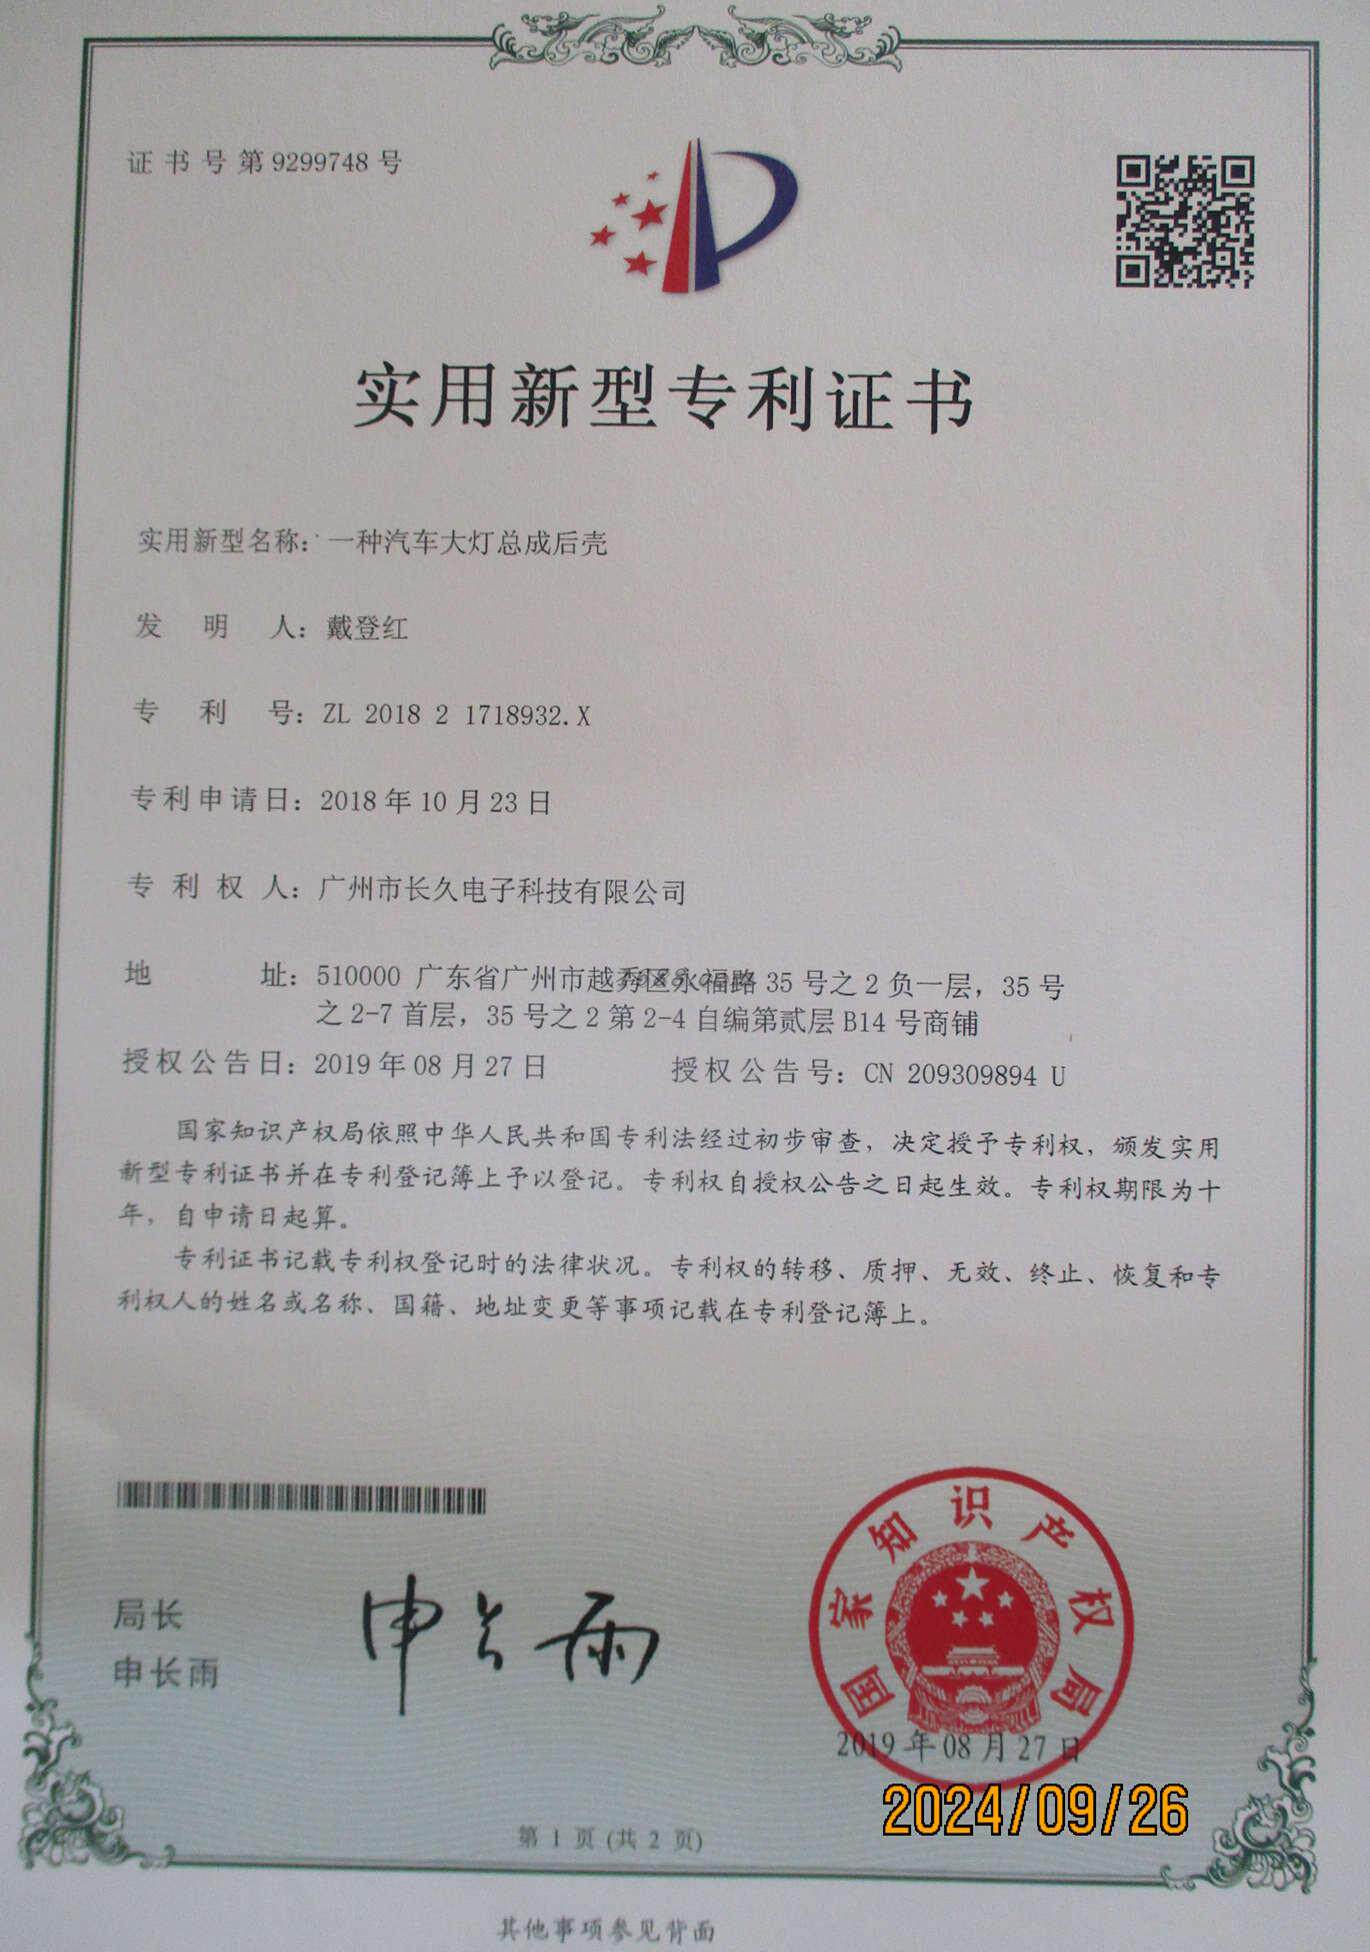 证书号第9299748号
实用新型专利证书
实用新型名称：一种汽车大灯总成后壳
发明人：戴登红
专利号：ZL 2018 2 1718932.X
专利申请日：2018年10月23日
专利权人：广州市长久电子科技有限公司
地址：510000 广东省广州市越秀区永福路35号之2负一层，35号
之2-7首层，35号之2第2-4自编第贰层B14号商铺
授权公告日：2019年08月27日 授权公告号：CN 209309894 U
国家知识产权局依照中华人民共和国专利法经过初步审查，决定授予专利权，颁发实用
新型专利证书并在专利登记簿上予以登记。专利权自授权公告之日起生效。专利权期限为十
年，自申请日起算。
专利证书记载专利权登记时的法律状况。专利权的转移、质押、无效、终止、恢复和专
利权人的姓名或名称、国籍、地址变更等事项记载在专利登记簿上。
局长
申长雨
申长雨
国家知识产权局
2019年08月27日
2024/09/26
第1页(共2页)
其他事项参见背面